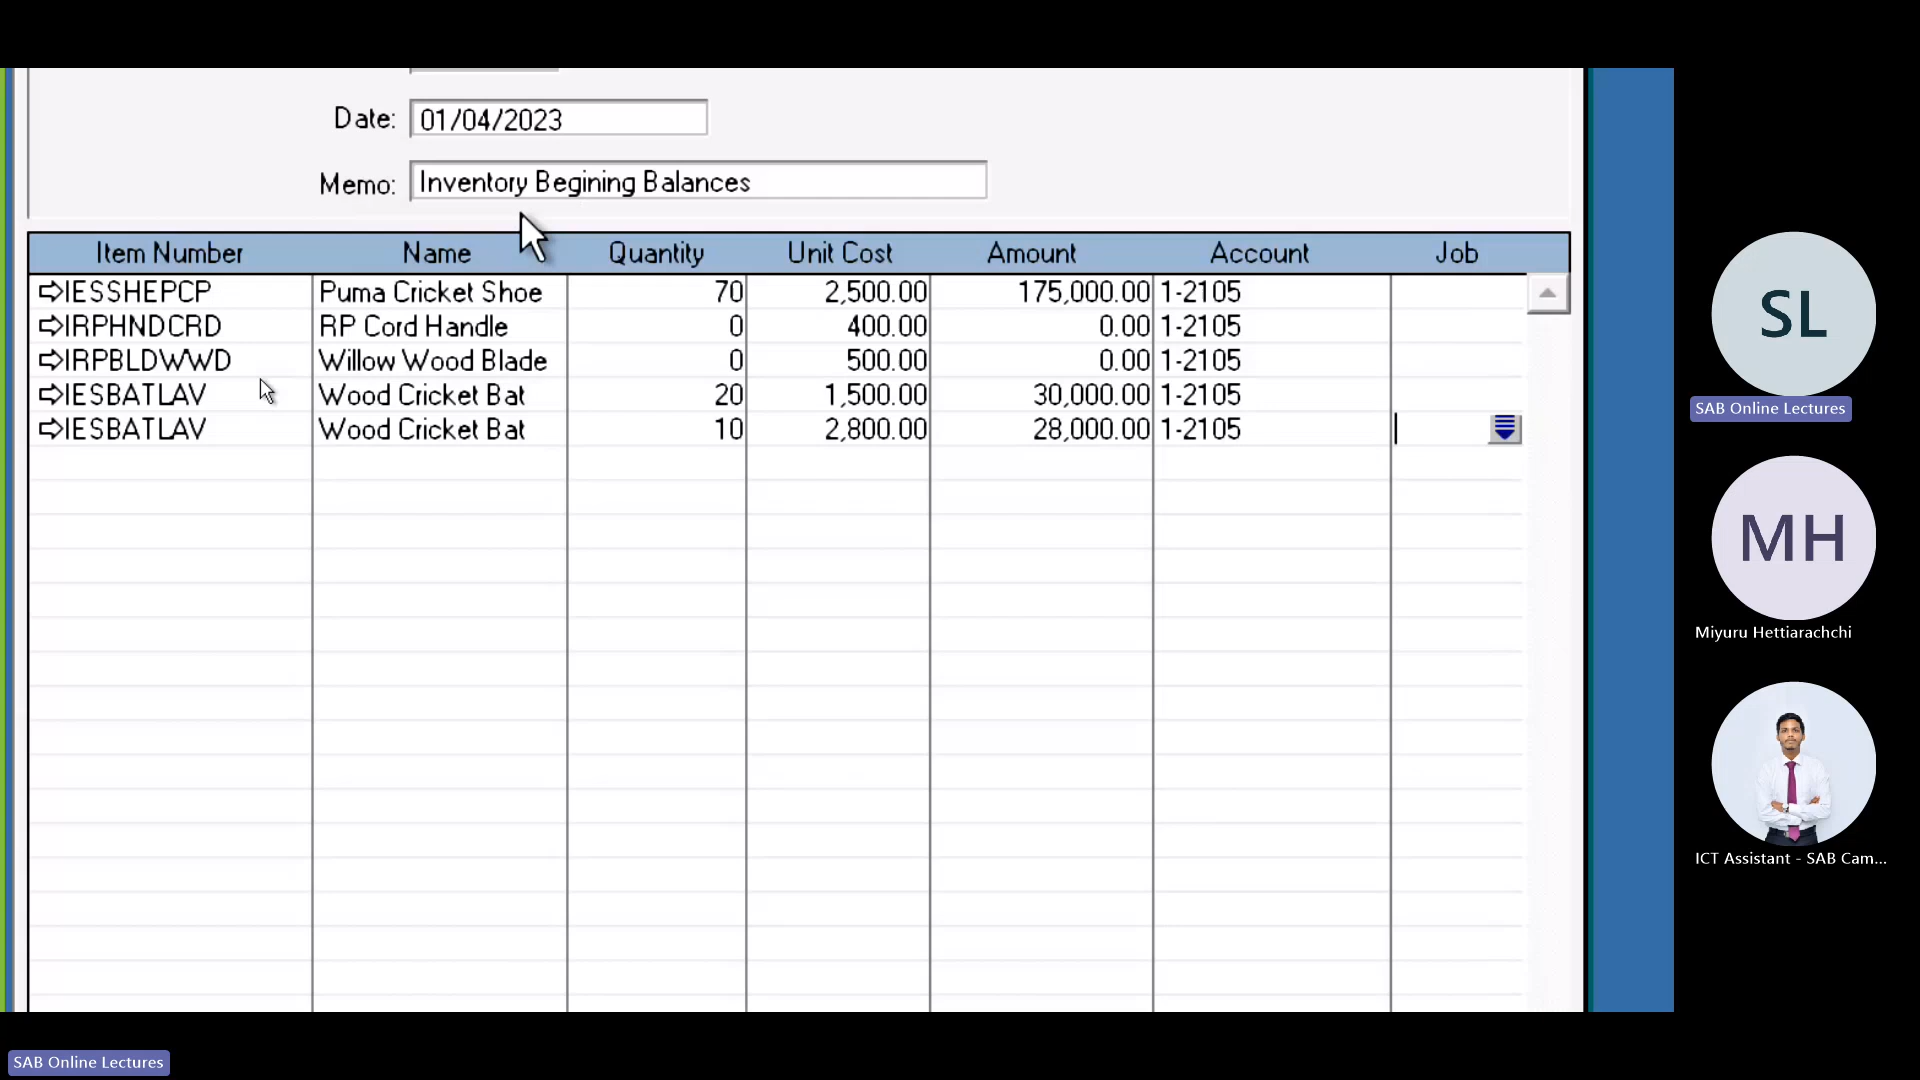 Date: 01/04/2023
Memo: Inventory Begining Balances
Item Number Name Quantity Unit Cost Amount Account Job
IESSHEPCP Puma Cricket Shoe 70 2,500.00 175,000.00 1-2105
IRPHNDCRD RP Cord Handle 0 400.00 0.00 1-2105
IRPBLDWWD Willow Wood Blade 0 500.00 0.00 1-2105
IESBATLAV Wood Cricket Bat 20 1,500.00 30,000.00 1-2105
IESBATLAV Wood Cricket Bat 10 2,800.00 28,000.00 1-2105
SL
SAB Online Lectures
MH
Miyuru Hettiarachchi
ICT Assistant - SAB Cam...
SAB Online Lectures